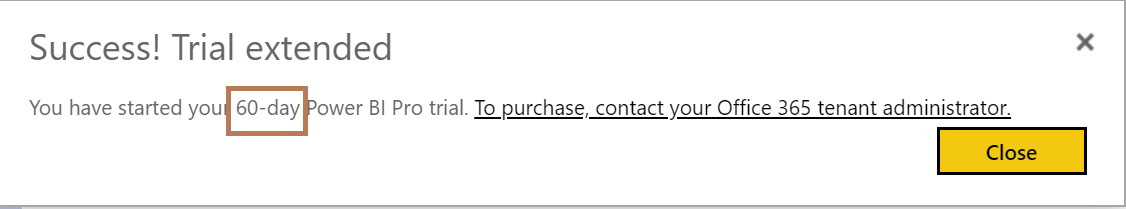 Success! Trial extended
You have started your 60-day Power BI Pro trial. To purchase, contact your Office 365 tenant administrator.
Close